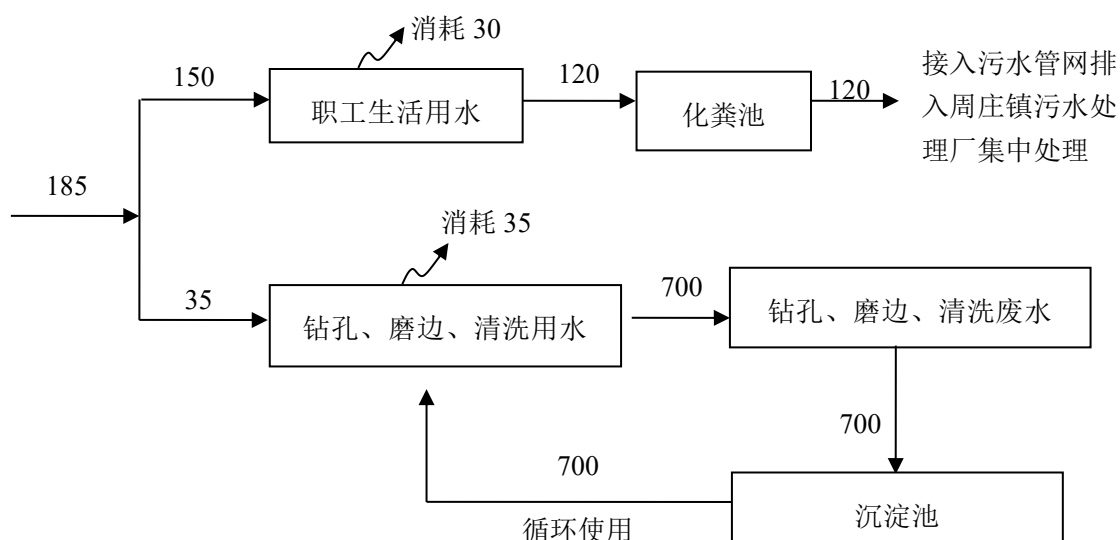 消耗 30
150
职工生活用水
120
化粪池
120
接入污水管网排
入周庄镇污水处
理厂集中处理
185
消耗 35
35
钻孔、磨边、清洗用水
700
钻孔、磨边、清洗废水
700
700
循环使用
沉淀池